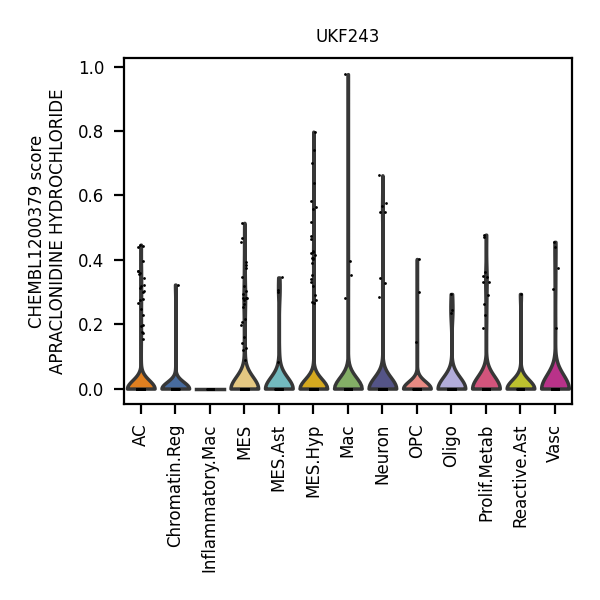 UKF243
CHEMBL1200379 score
APRACLONIDINE HYDROCHLORIDE
1.0
0.8
0.6
0.4
0.2
0.0
AC
Chromatin.Reg
Inflammatory.Mac
MES
MES.Ast
MES.Hyp
Mac
Neuron
OPC
Oligo
Prolif.Metab
Reactive.Ast
Vasc